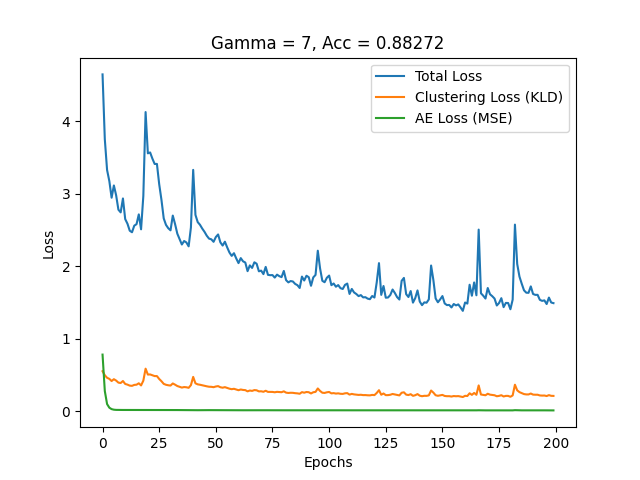 Gamma = 7, Acc = 0.88272
Total Loss
Clustering Loss (KLD)
AE Loss (MSE)
Loss
4
3
2
1
0
0 25 50 75 100 125 150 175 200
Epochs